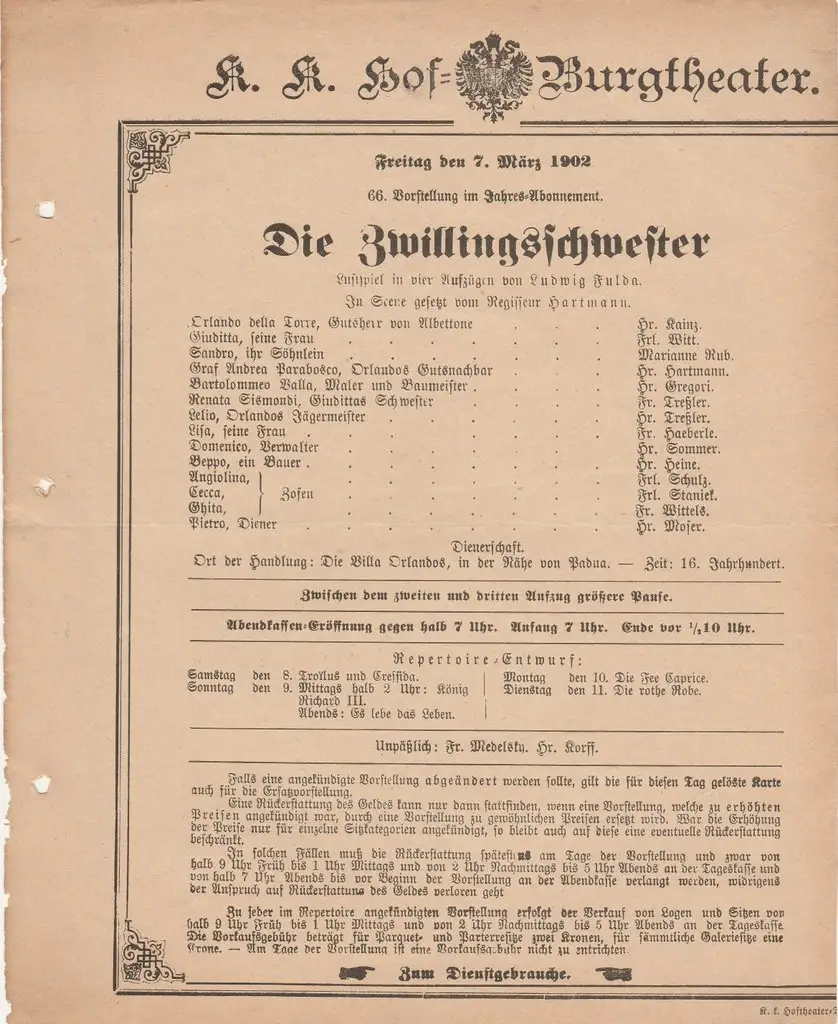 K. K. Hof-Burgtheater.
Freitag den 7. März 1902
66. Vorstellung im Jahres-Abonnement.
Die Zwillingsschwester
Lustspiel in vier Aufzügen von Ludwig Fulda.
In Scene gesetzt vom Regisseur Hartmann.
Orlando della Torre, Gutsherr von Albettone . . . Hr. Kainz.
Giuditta, seine Frau . . . . . . . Frl. Witt.
Sandro, ihr Söhnlein . . . . . . . Marianne Rub.
Graf Andrea Parabosco, Orlandos Gutsnachbar . . . Hr. Hartmann.
Bartolommeo Valla, Maler und Baumeister . . . . Hr. Gregori.
Renata Sismondi, Giudittas Schwester . . . . Fr. Treßler.
Lelio, Orlandos Jägermeister . . . . . . Hr. Treßler.
Lisa, seine Frau . . . . . . . . Fr. Haeberle.
Domenico, Verwalter . . . . . . . Hr. Sommer.
Beppo, ein Bauer . . . . . . . . Hr. Heine.
Angiolina, . . . . . . . Frl. Schulz.
Cecca, } Zofen . . . . . . . Frl. Staniek.
Ghita, . . . . . . . Fr. Wittels.
Pietro, Diener . . . . . . . . Hr. Moser.
Dienerschaft.
Ort der Handlung: Die Villa Orlandos, in der Nähe von Padua. — Zeit: 16. Jahrhundert.
Zwischen dem zweiten und dritten Aufzug größere Pause.
Abendkassen-Eröffnung gegen halb 7 Uhr. Anfang 7 Uhr. Ende vor 1/2 10 Uhr.
Repertoire-Entwurf:
Samstag den 8. Troïlus und Cressida.
Sonntag den 9. Mittags halb 2 Uhr: König
Richard III.
Abends: Es lebe das Leben.
Montag den 10. Die Fee Caprice.
Dienstag den 11. Die rothe Robe.
Unpäßlich: Fr. Medelsky. Hr. Korff.
Falls eine angekündigte Vorstellung abgeändert werden sollte, gilt die für diesen Tag gelöste Karte
auch für die Ersatzvorstellung.
Eine Rückerstattung des Geldes kann nur dann stattfinden, wenn eine Vorstellung, welche zu erhöhten
Preisen angekündigt war, durch eine Vorstellung zu gewöhnlichen Preisen ersetzt wird. War die Erhöhung
der Preise nur für einzelne Sitzkategorien angekündigt, so bleibt auch auf diese eine eventuelle Rückerstattung
beschränkt.
In solchen Fällen muß die Rückerstattung spätestens am Tage der Vorstellung und zwar von
halb 9 Uhr Früh bis 1 Uhr Mittags und von 2 Uhr Nachmittags bis 5 Uhr Abends an der Tageskasse und
von halb 7 Uhr Abends bis vor Beginn der Vorstellung an der Abendkasse verlangt werden, widrigens
der Anspruch auf Rückerstattung des Geldes verloren geht
Zu jeder im Repertoire angekündigten Vorstellung erfolgt der Verkauf von Logen und Sitzen von
halb 9 Uhr Früh bis 1 Uhr Mittags und von 2 Uhr Nachmittags bis 5 Uhr Abends an der Tageskasse
Die Vorkaufsgebühr beträgt für Parquet- und Parterresitze zwei Kronen, für sämmtliche Galeriesitze eine
Krone. — Am Tage der Vorstellung ist eine Vorkaufsgebühr nicht zu entrichten.
Zum Dienstgebrauche.
K. k. Hoftheater-